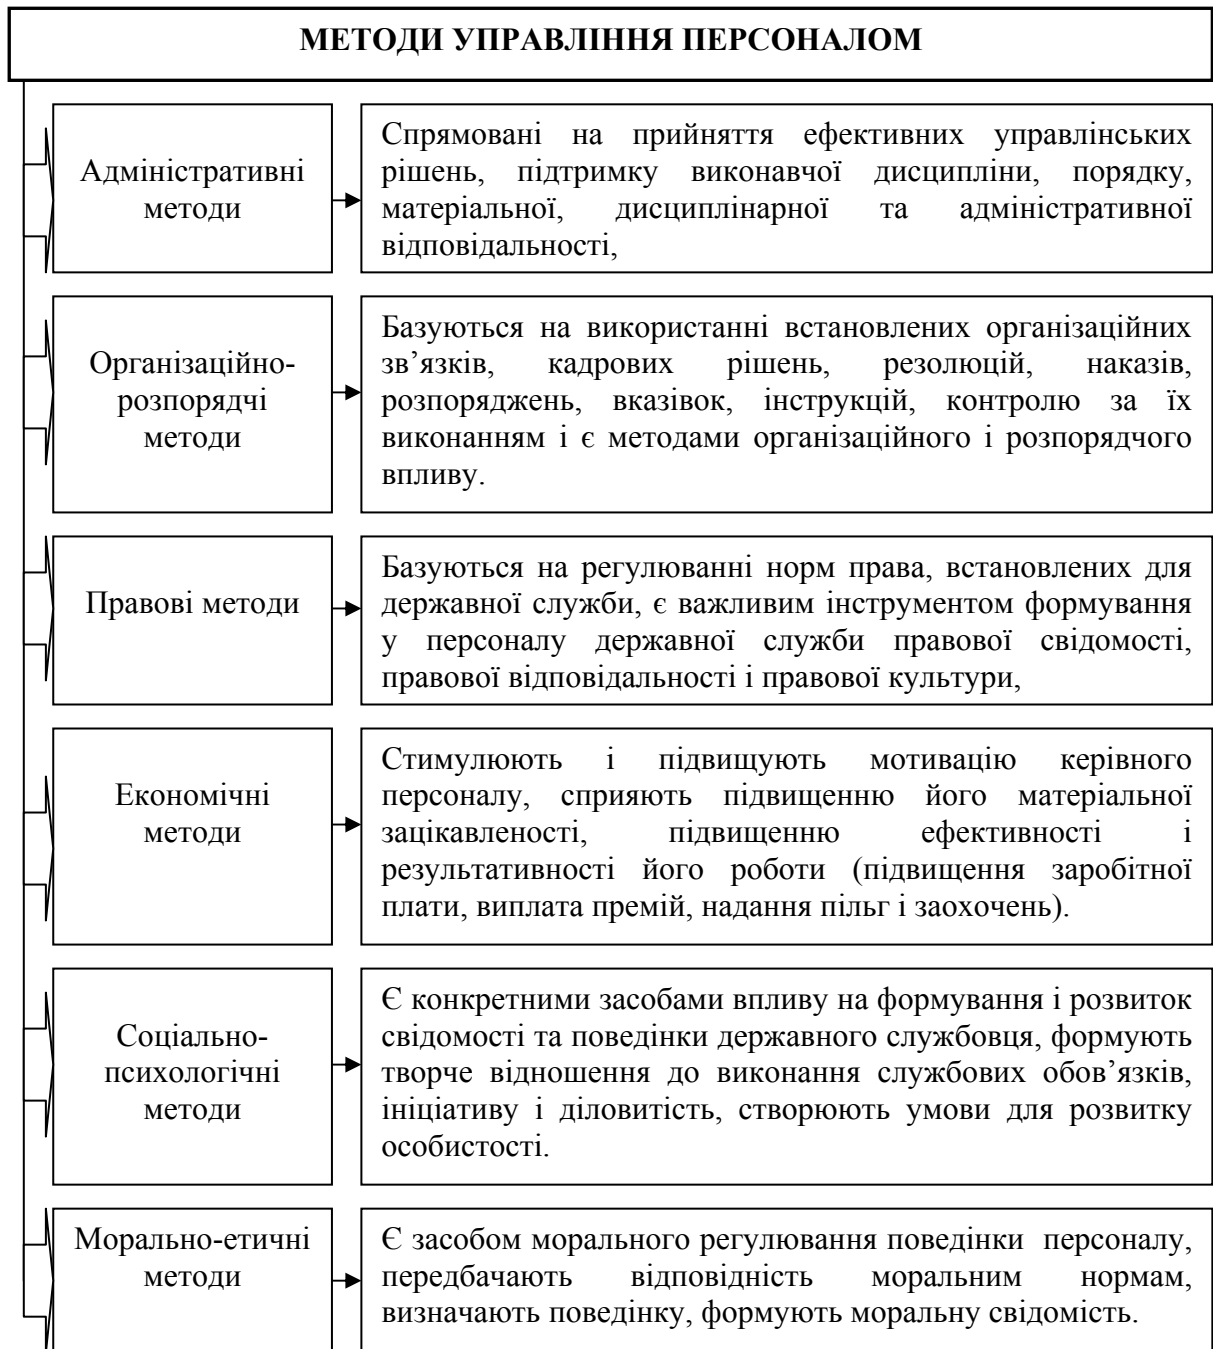 МЕТОДИ УПРАВЛІННЯ ПЕРСОНАЛОМ
Адміністративні
методи
Спрямовані на прийняття ефективних управлінських
рішень, підтримку виконавчої дисципліни, порядку,
матеріальної, дисциплінарної та адміністративної
відповідальності,
Організаційно-
розпорядчі
методи
Базуються на використанні встановлених організаційних
зв’язків, кадрових рішень, резолюцій, наказів,
розпоряджень, вказівок, інструкцій, контролю за їх
виконанням і є методами організаційного і розпорядчого
впливу.
Правові методи
Базуються на регулюванні норм права, встановлених для
державної служби, є важливим інструментом формування
у персоналу державної служби правової свідомості,
правової відповідальності і правової культури,
Економічні
методи
Стимулюють і підвищують мотивацію керівного
персоналу, сприяють підвищенню його матеріальної
зацікавленості, підвищенню ефективності і
результативності його роботи (підвищення заробітної
плати, виплата премій, надання пільг і заохочень).
Соціально-
психологічні
методи
Є конкретними засобами впливу на формування і розвиток
свідомості та поведінки державного службовця, формують
творче відношення до виконання службових обов’язків,
ініціативу і діловитість, створюють умови для розвитку
особистості.
Морально-етичні
методи
Є засобом морального регулювання поведінки персоналу,
передбачають відповідність моральним нормам,
визначають поведінку, формують моральну свідомість.